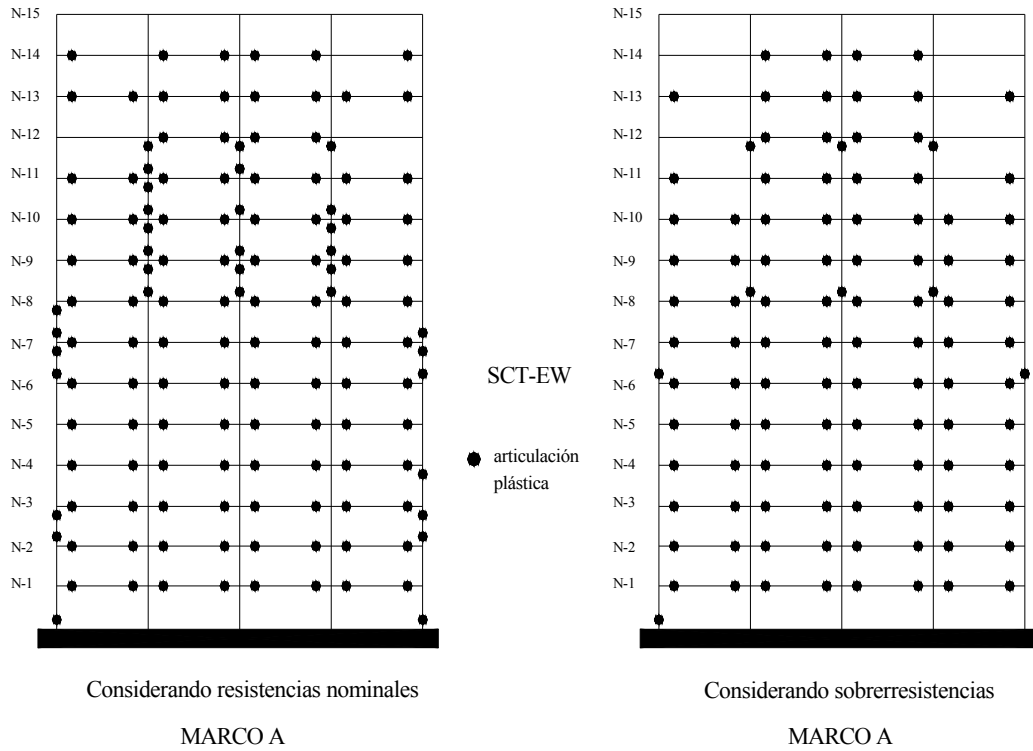 N-15
N-14
N-13
N-12
N-11
N-10
N-9
N-8
N-7
N-6
N-5
N-4
N-3
N-2
N-1
Considerando resistencias nominales
MARCO A
SCT-EW
articulación
plástica
N-15
N-14
N-13
N-12
N-11
N-10
N-9
N-8
N-7
N-6
N-5
N-4
N-3
N-2
N-1
Considerando sobrerresistencias
MARCO A